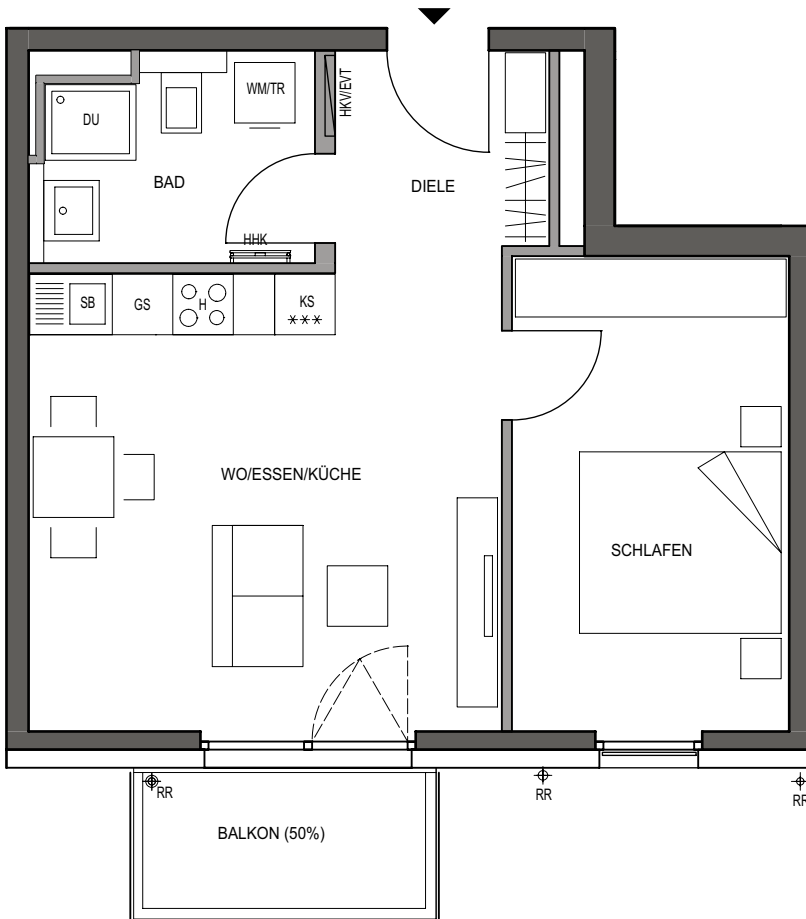 WM/TR
HKV/EVT
DU
BAD
DIELE
HHK
SB
GS
H
KS
***
WO/ESSEN/KÜCHE
SCHLAFEN
RR
RR
RR
BALKON (50%)